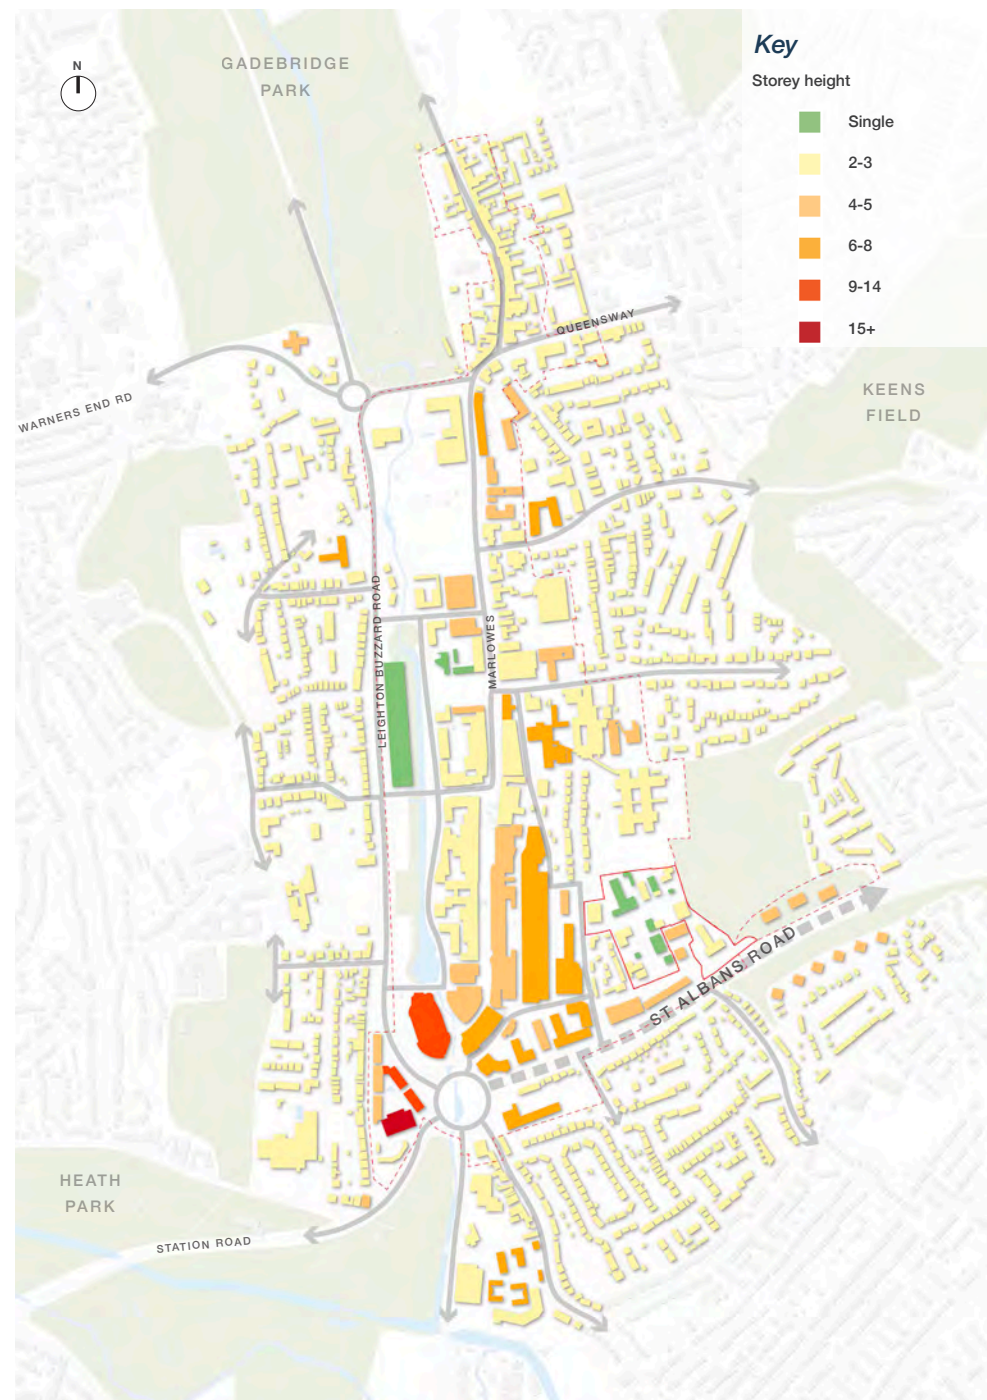 Key
Storey height
Single
2-3
4-5
6-8
9-14
15+
N
GADEBRIDGE
PARK
QUEENSWAY
KEENS
FIELD
WARNERS END RD
LEIGHTON BUZZARD ROAD
MARLOWES
ST ALBANS ROAD
HEATH
PARK
STATION ROAD